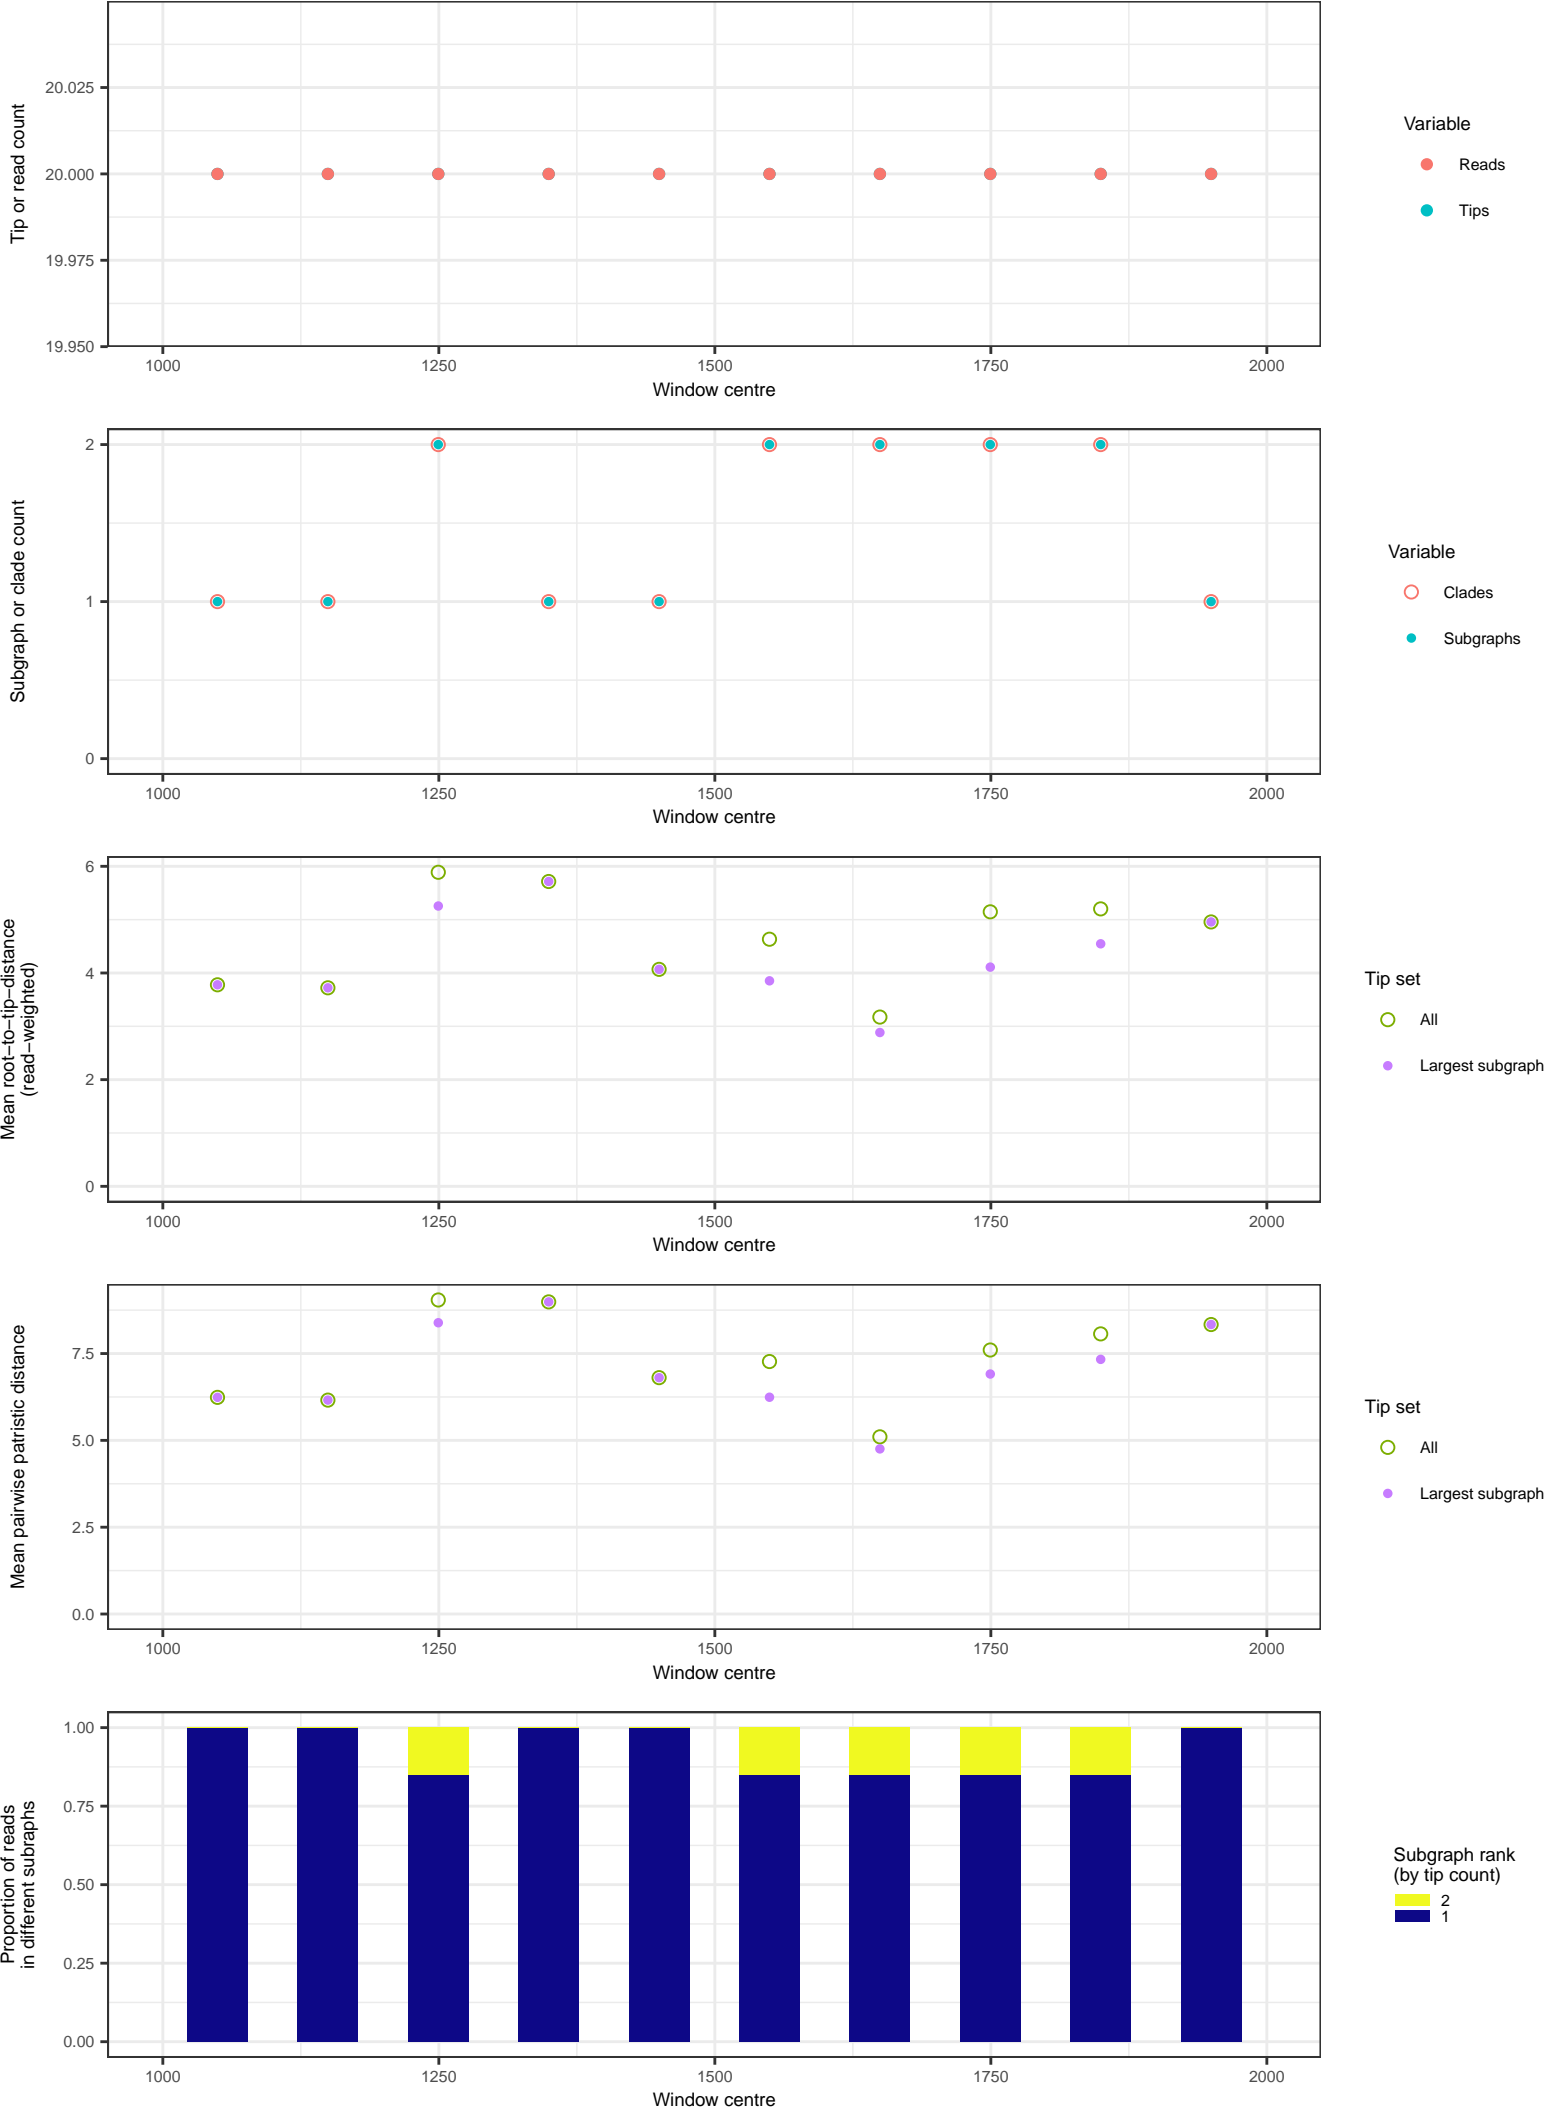 20.025
20.000
19.975
19.950
Tip or read count
1000 1250 1500 1750 2000
Window centre
Variable
Reads
Tips
2
1
0
Subgraph or clade count
1000 1250 1500 1750 2000
Window centre
Variable
Clades
Subgraphs
6
4
2
0
Mean root−to−tip−distance
(read−weighted)
1000 1250 1500 1750 2000
Window centre
Tip set
All
Largest subgraph
7.5
5.0
2.5
0.0
Mean pairwise patristic distance
1000 1250 1500 1750 2000
Window centre
Tip set
All
Largest subgraph
1.00
0.75
0.50
0.25
0.00
Proportion of reads
in different subraphs
1000 1250 1500 1750 2000
Window centre
Subgraph rank
(by tip count)
2
1